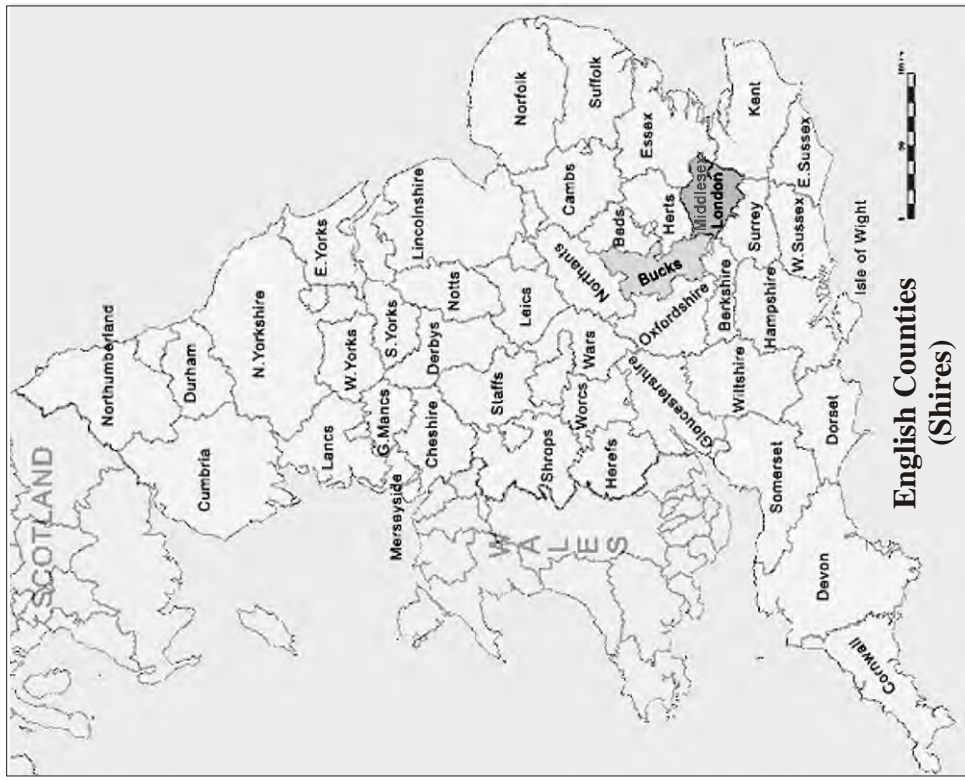 SCOTLAND
Northumberland
Durham
Cumbria
N.Yorkshire
Lancs
W.Yorks
E.Yorks
Merseyside
G.Mancs
S.Yorks
Cheshire
Derbys
Notts
Lincolnshire
WALES
Shrops
Staffs
Leics
Norfolk
Herefs
Worcs
Wars
Northants
Cambs
Suffolk
Gloucestershire
Oxfordshire
Bucks
Beds
Herts
Essex
Middlesex
London
Wiltshire
Berkshire
Surrey
Kent
Somerset
Hampshire
W.Sussex
E.Sussex
Devon
Dorset
Isle of Wight
Cornwall
English Counties
(Shires)
0
50